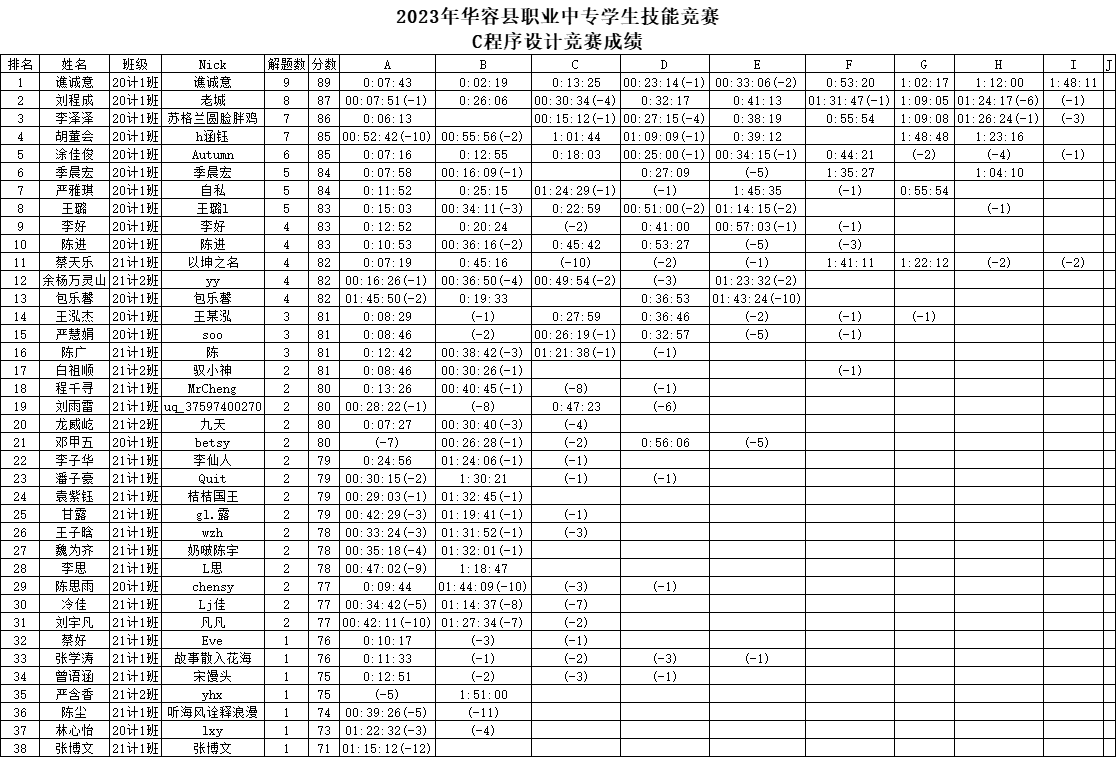 2023年华容县职业中专学生技能竞赛
C程序设计竞赛成绩
排名 姓名 班级 Nick 解题数 分数 A B C D E F G H I J
1 谯诚意 20计1班 谯诚意 9 89 0:07:43 0:02:19 0:13:25 00:23:14(-1) 00:33:06(-2) 0:53:20 1:02:17 1:12:00 1:48:11
2 刘程成 20计1班 老城 8 87 00:07:51(-1) 0:26:06 00:30:34(-4) 0:32:17 0:41:13 01:31:47(-1) 1:09:05 01:24:17(-6) (-1)
3 李泽泽 20计1班 苏格兰圆脸胖鸡 7 86 0:06:13 00:15:12(-1) 00:27:15(-4) 0:38:19 0:55:54 1:09:08 01:26:24(-1) (-3)
4 胡董会 20计1班 h涵钰 7 85 00:52:42(-10) 00:55:56(-2) 1:01:44 01:09:09(-1) 0:39:12 1:48:48 1:23:16
5 涂佳俊 20计1班 Autumn 6 85 0:07:16 0:12:55 0:18:03 00:25:00(-1) 00:34:15(-1) 0:44:21 (-2) (-4) (-1)
6 季晨宏 20计1班 季晨宏 5 84 0:07:58 00:16:09(-1) 0:27:09 (-5) 1:35:27 1:04:10
7 严雅琪 20计1班 自私 5 84 0:11:52 0:25:15 01:24:29(-1) (-1) 1:45:35 (-1) 0:55:54
8 王璐 20计1班 王璐l 5 83 0:15:03 00:34:11(-3) 0:22:59 00:51:00(-2) 01:14:15(-2) (-1)
9 李好 20计1班 李好 4 83 0:12:52 0:20:24 (-2) 0:41:00 00:57:03(-1) (-1)
10 陈进 20计1班 陈进 4 83 0:10:53 00:36:16(-2) 0:45:42 0:53:27 (-5) (-3)
11 蔡天乐 21计1班 以坤之名 4 82 0:07:19 0:45:16 (-10) (-2) (-1) 1:41:11 1:22:12 (-2) (-2)
12 余杨万灵山 21计2班 yy 4 82 00:16:26(-1) 00:36:50(-4) 00:49:54(-2) (-3) 01:23:32(-2)
13 包乐馨 20计1班 包乐馨 4 82 01:45:50(-2) 0:19:33 0:36:53 01:43:24(-10)
14 王泓杰 20计1班 王某泓 3 81 0:08:29 (-1) 0:27:59 0:36:46 (-2) (-1) (-1)
15 严慧娟 20计1班 soo 3 81 0:08:46 (-2) 00:26:19(-1) 0:32:57 (-5) (-1)
16 陈广 21计1班 陈 3 81 0:12:42 00:38:42(-3) 01:21:38(-1) (-1)
17 白祖顺 21计2班 驭小神 2 81 0:08:46 00:30:26(-1) (-1)
18 程千寻 21计1班 MrCheng 2 80 0:13:26 00:40:45(-1) (-8) (-1)
19 刘雨雷 21计1班 uq_37597400270 2 80 00:28:22(-1) (-8) 0:47:23 (-6)
20 龙威屹 21计2班 九天 2 80 0:07:27 00:30:40(-3) (-4)
21 邓甲五 20计1班 betsy 2 80 (-7) 00:26:28(-1) (-2) 0:56:06 (-5)
22 李子华 21计1班 李仙人 2 79 0:24:56 01:24:06(-1) (-1)
23 潘子豪 21计1班 Quit 2 79 00:30:15(-2) 1:30:21 (-1) (-1)
24 袁紫钰 21计1班 桔桔国王 2 79 00:29:03(-1) 01:32:45(-1)
25 甘露 21计1班 gl.露 2 79 00:42:29(-3) 01:19:41(-1) (-1)
26 王子晗 21计1班 wzh 2 78 00:33:24(-3) 01:31:52(-1) (-3)
27 魏为齐 21计1班 奶啵陈宇 2 78 00:35:18(-4) 01:32:01(-1)
28 李思 21计1班 L思 2 78 00:47:02(-9) 1:18:47
29 陈思雨 20计1班 chensy 2 77 0:09:44 01:44:09(-10) (-3) (-1)
30 冷佳 21计1班 Lj佳 2 77 00:34:42(-5) 01:14:37(-8) (-7)
31 刘宇凡 21计1班 凡凡 2 77 00:42:11(-10) 01:27:34(-7) (-2)
32 蔡好 21计1班 Eve 1 76 0:10:17 (-3) (-1)
33 张学涛 21计1班 故事散入花海 1 76 0:11:33 (-1) (-2) (-3) (-1)
34 曾语涵 21计1班 宋馒头 1 75 0:12:51 (-2) (-3) (-1)
35 严含香 21计2班 yhx 1 75 (-5) 1:51:00
36 陈尘 21计1班 听海风诠释浪漫 1 74 00:39:26(-5) (-11)
37 林心怡 20计1班 lxy 1 73 01:22:32(-3) (-4)
38 张博文 21计1班 张博文 1 71 01:15:12(-12)